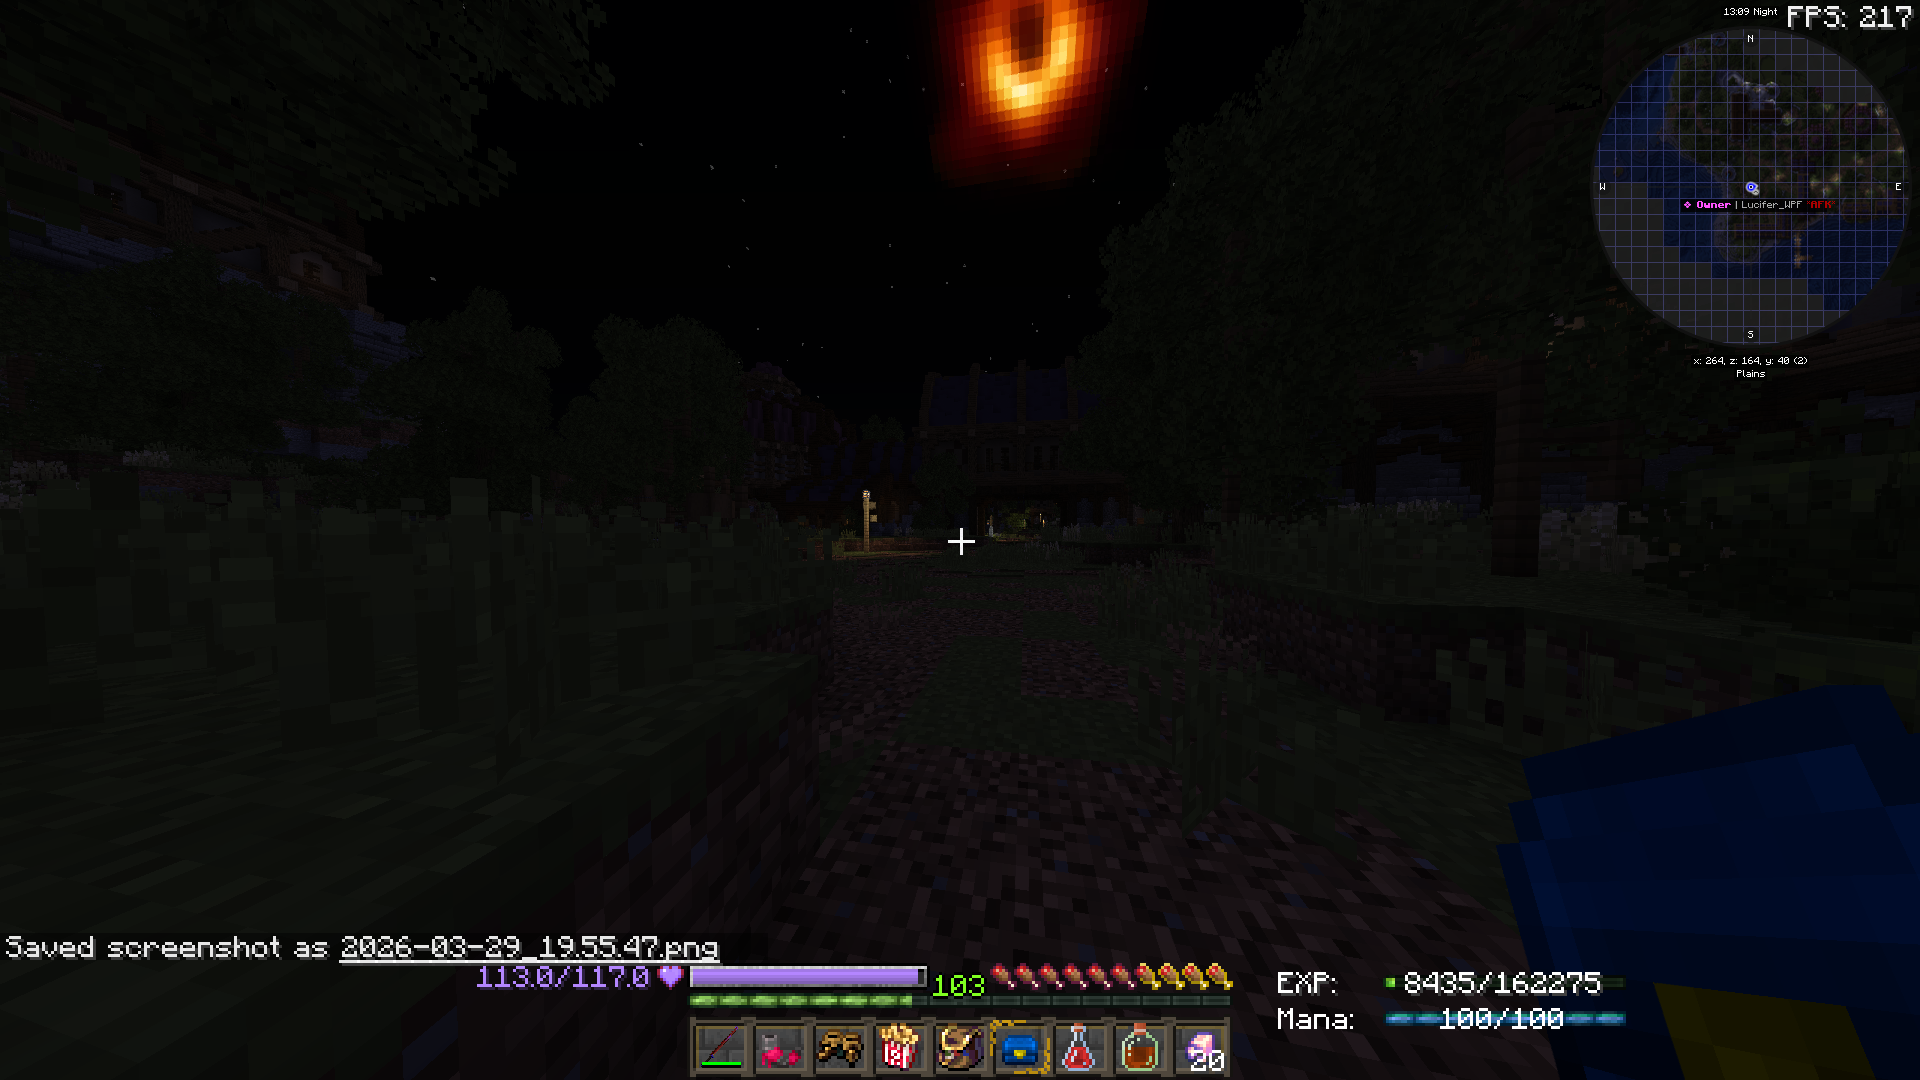 13:09 Night FPS: 217
N
W
E
❖ Owner | Lucifer_WPF *AFK*
S
x: 264, z: 164, y: 40 (2)
Plains
Saved screenshot as 2026-03-29_19.55.47.png
113.0/117.0
103
EXP: 8435/162275
Mana: 100/100
20